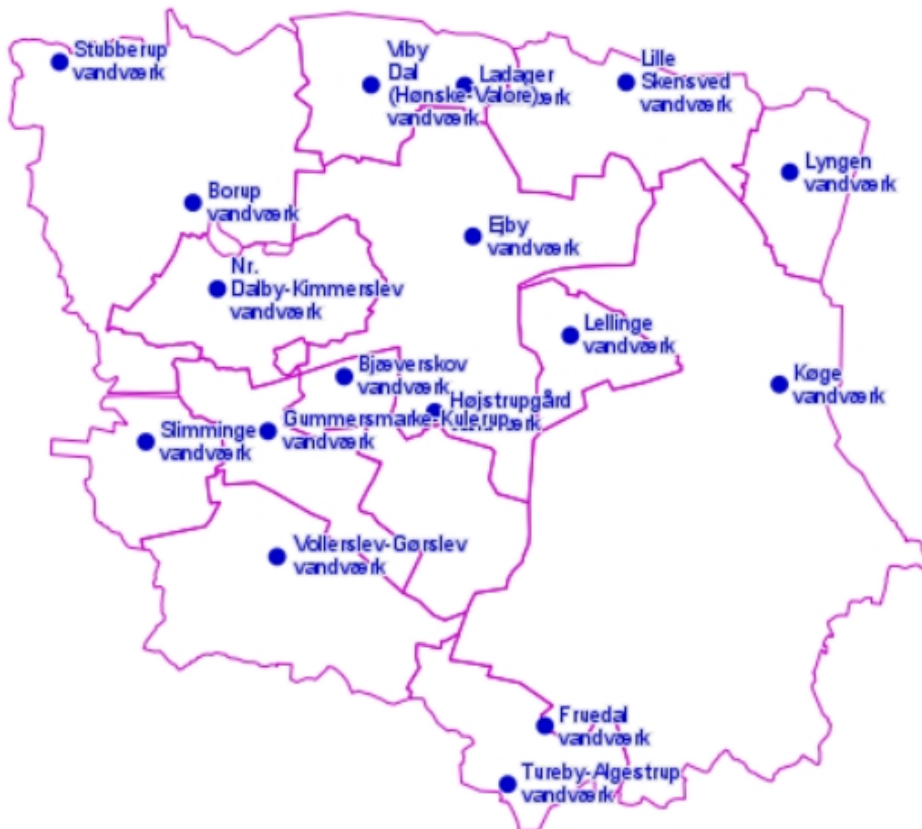 Stubberup
vandværk
Viby
Dal
(Hønske-Valore)
vandværk
Ladager
Lille
Skensved
vandværk
Lyngen
vandværk
Borup
vandværk
Ejby
vandværk
Nr.
Dalby-Kimmerslev
vandværk
Lellinge
vandværk
Bjæverskov
vandværk
Køge
vandværk
Højstrupgård
Gummersmarke-Kulerup
vandværk
Slimminge
vandværk
Vollerslev-Gørslev
vandværk
Fruedal
vandværk
Tureby-Algestrup
vandværk